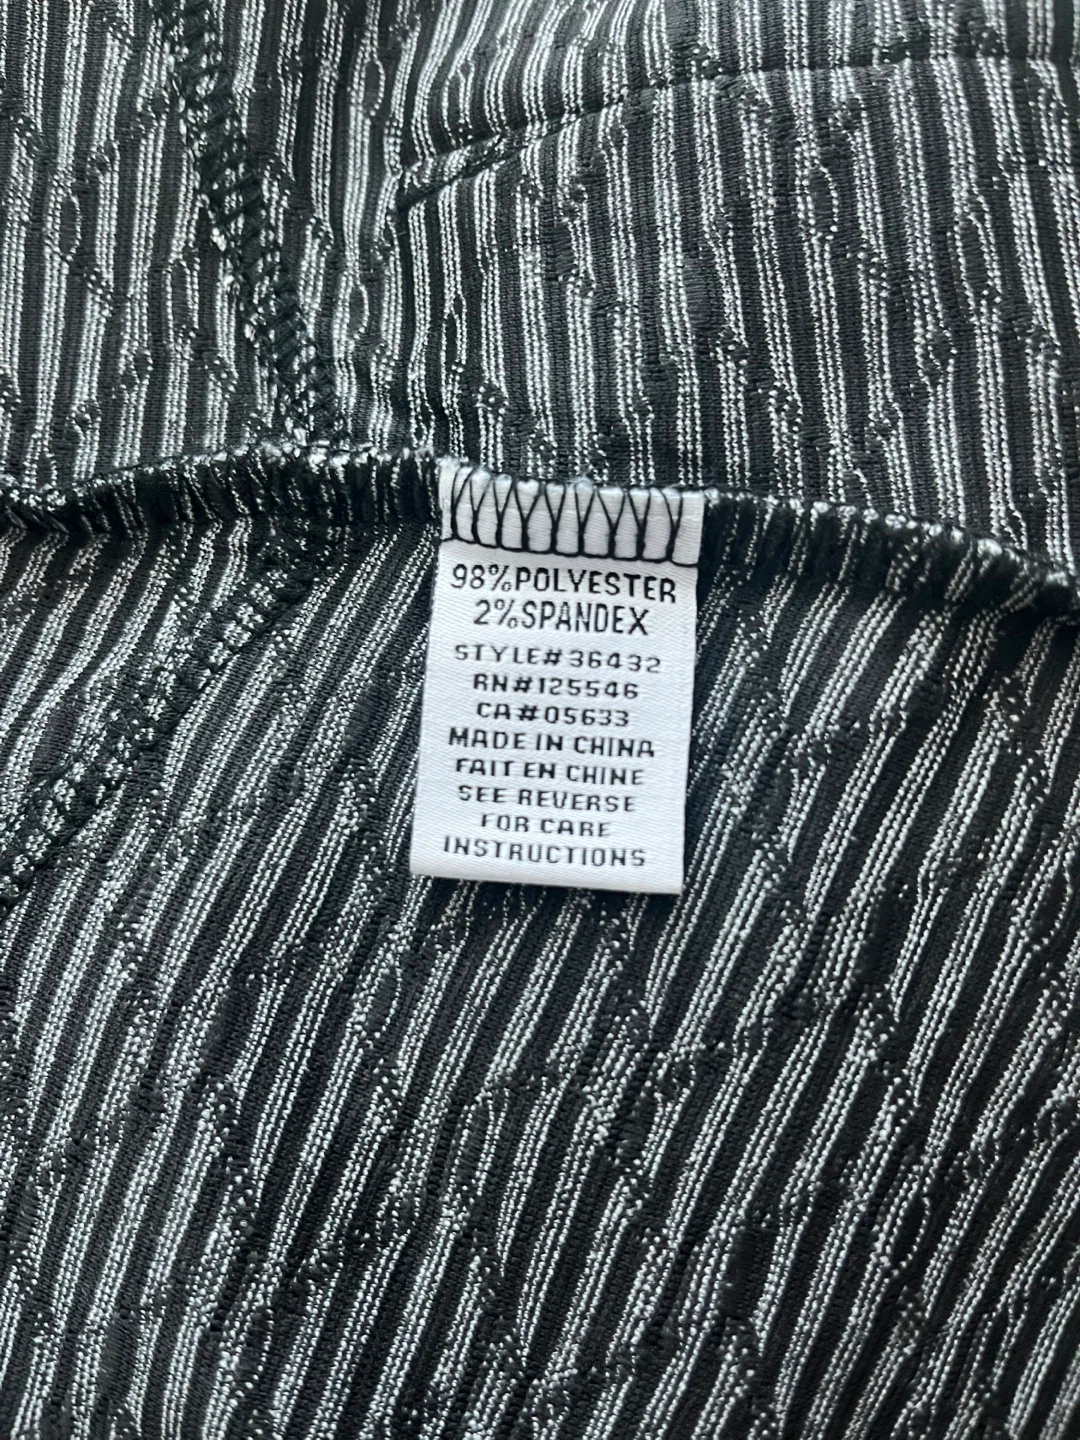 98%POLYESTER
2%SPANDEX
STYLE#36432
RN#125546
CA#05633
MADE IN CHINA
FAIT EN CHINE
SEE REVERSE
FOR CARE
INSTRUCTIONS